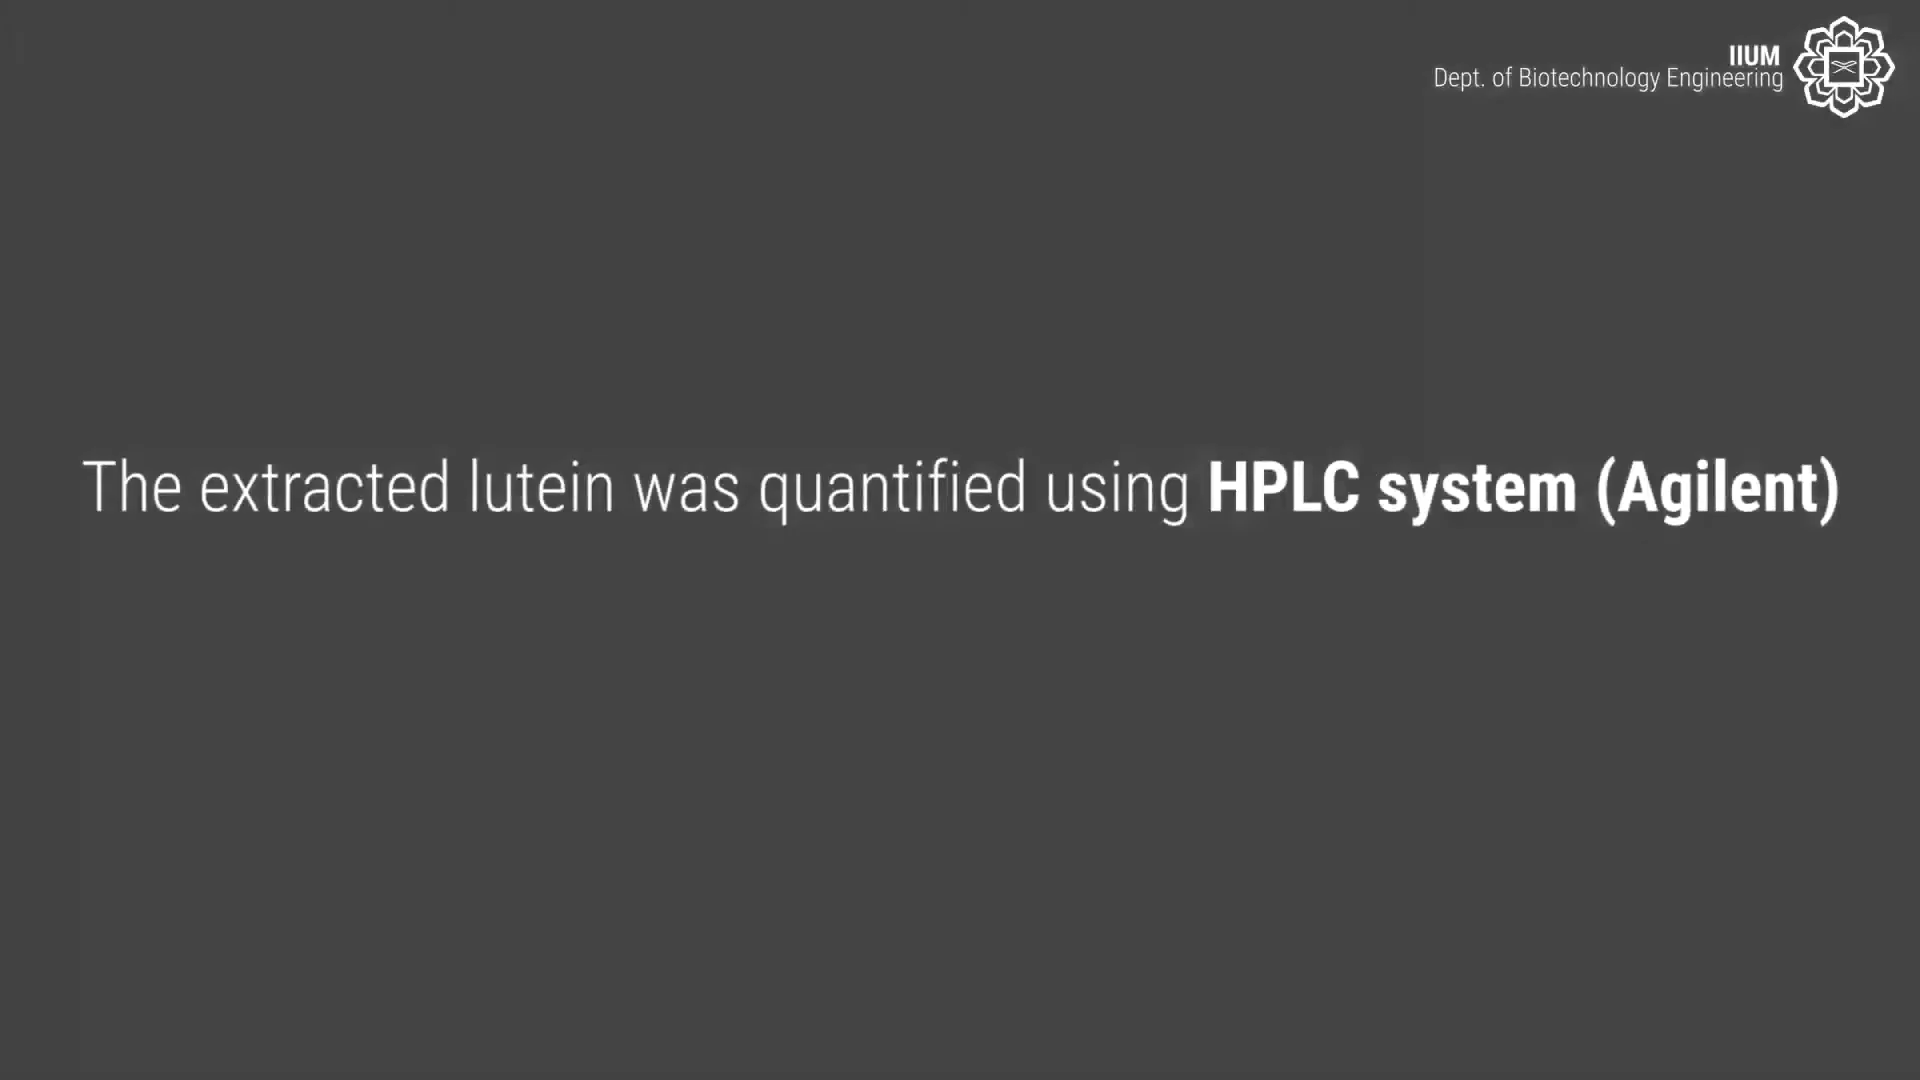 IIUM
Dept. of Biotechnology Engineering
The extracted lutein was quantified using HPLC system (Agilent)